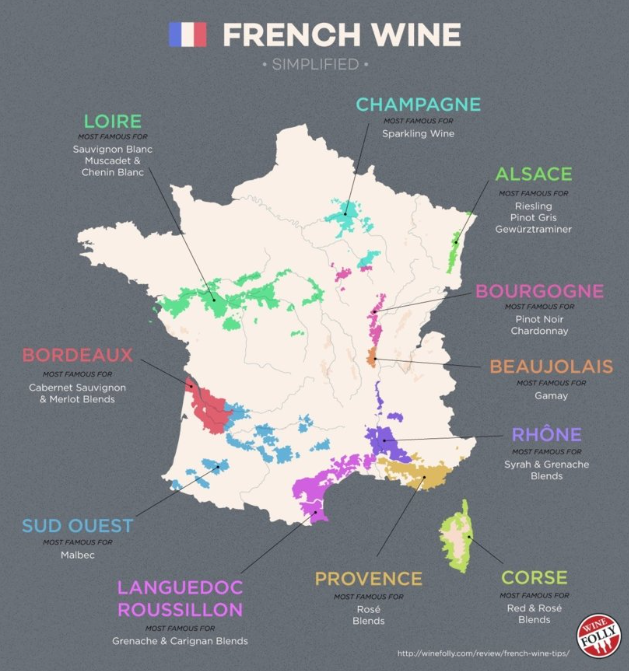 FRENCH WINE
• SIMPLIFIED •
CHAMPAGNE
MOST FAMOUS FOR
Sparkling Wine
LOIRE
MOST FAMOUS FOR
Sauvignon Blanc
Muscadet &
Chenin Blanc
ALSACE
MOST FAMOUS FOR
Riesling
Pinot Gris
Gewürztraminer
BOURGOGNE
MOST FAMOUS FOR
Pinot Noir
Chardonnay
BORDEAUX
MOST FAMOUS FOR
Cabernet Sauvignon
& Merlot Blends
BEAUJOLAIS
MOST FAMOUS FOR
Gamay
RHÔNE
MOST FAMOUS FOR
Syrah & Grenache
Blends
SUD OUEST
MOST FAMOUS FOR
Malbec
LANGUEDOC
ROUSSILLON
MOST FAMOUS FOR
Grenache & Carignan Blends
PROVENCE
MOST FAMOUS FOR
Rosé
Blends
CORSE
MOST FAMOUS FOR
Red & Rosé
Blends
WINE
FOLLY
http://winefolly.com/review/french-wine-tips/